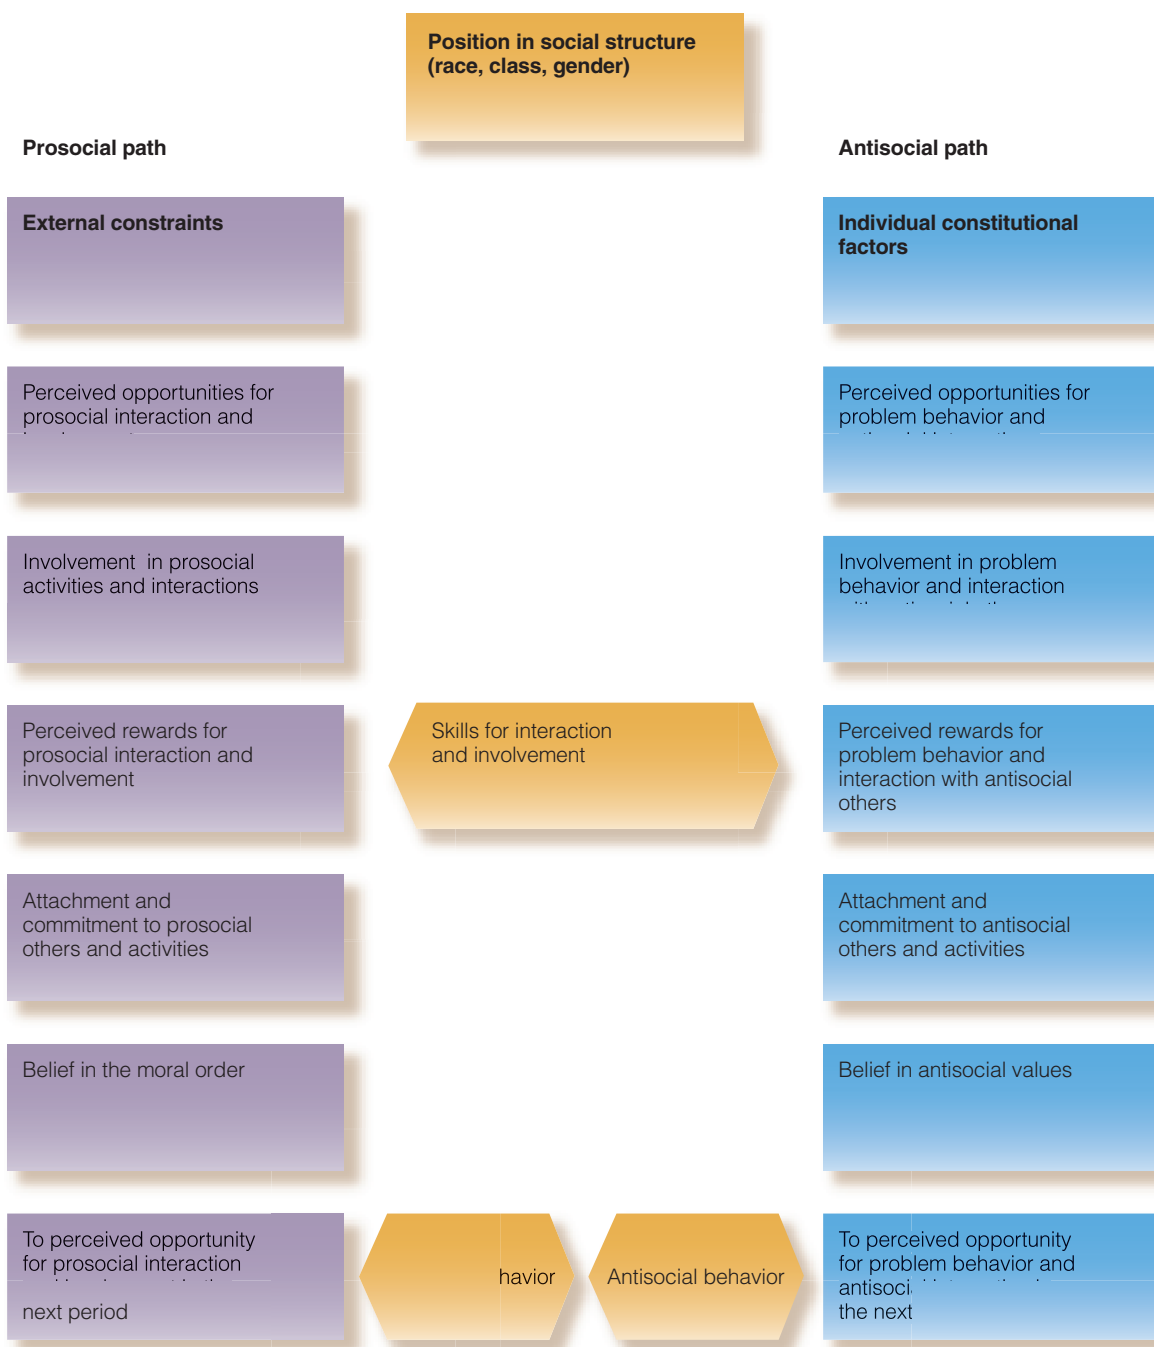 Position in social structure
(race, class, gender)
Prosocial path
Antisocial path
External constraints
Individual constitutional
factors
Perceived opportunities for
prosocial interaction and
Perceived opportunities for
problem behavior and
Involvement in prosocial
activities and interactions
Involvement in problem
behavior and interaction
Perceived rewards for
prosocial interaction and
involvement
Skills for interaction
and involvement
Perceived rewards for
problem behavior and
interaction with antisocial
others
Attachment and
commitment to prosocial
others and activities
Attachment and
commitment to antisocial
others and activities
Belief in the moral order
Belief in antisocial values
To perceived opportunity
for prosocial interaction
next period
havior
Antisocial behavior
To perceived opportunity
for problem behavior and
the next